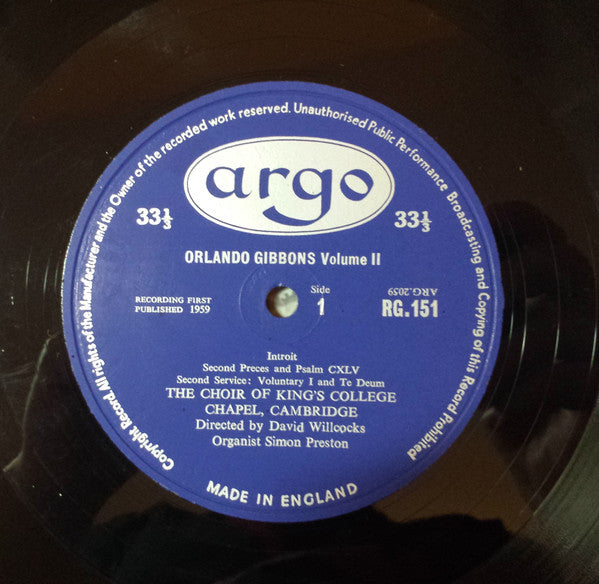 Copyright Record. All rights of the Manufacturer and the Owner of the recorded work reserved. Unauthorised Public Performance Broadcasting and Copying of this Record Prohibited
argo
33⅓
33⅓
ORLANDO GIBBONS Volume II
RECORDING FIRST
PUBLISHED 1959
Side
1
ARG.2059
RG.151
Introit
Second Preces and Psalm CXLV
Second Service: Voluntary I and Te Deum
THE CHOIR OF KING'S COLLEGE
CHAPEL, CAMBRIDGE
Directed by David Willcocks
Organist Simon Preston
MADE IN ENGLAND